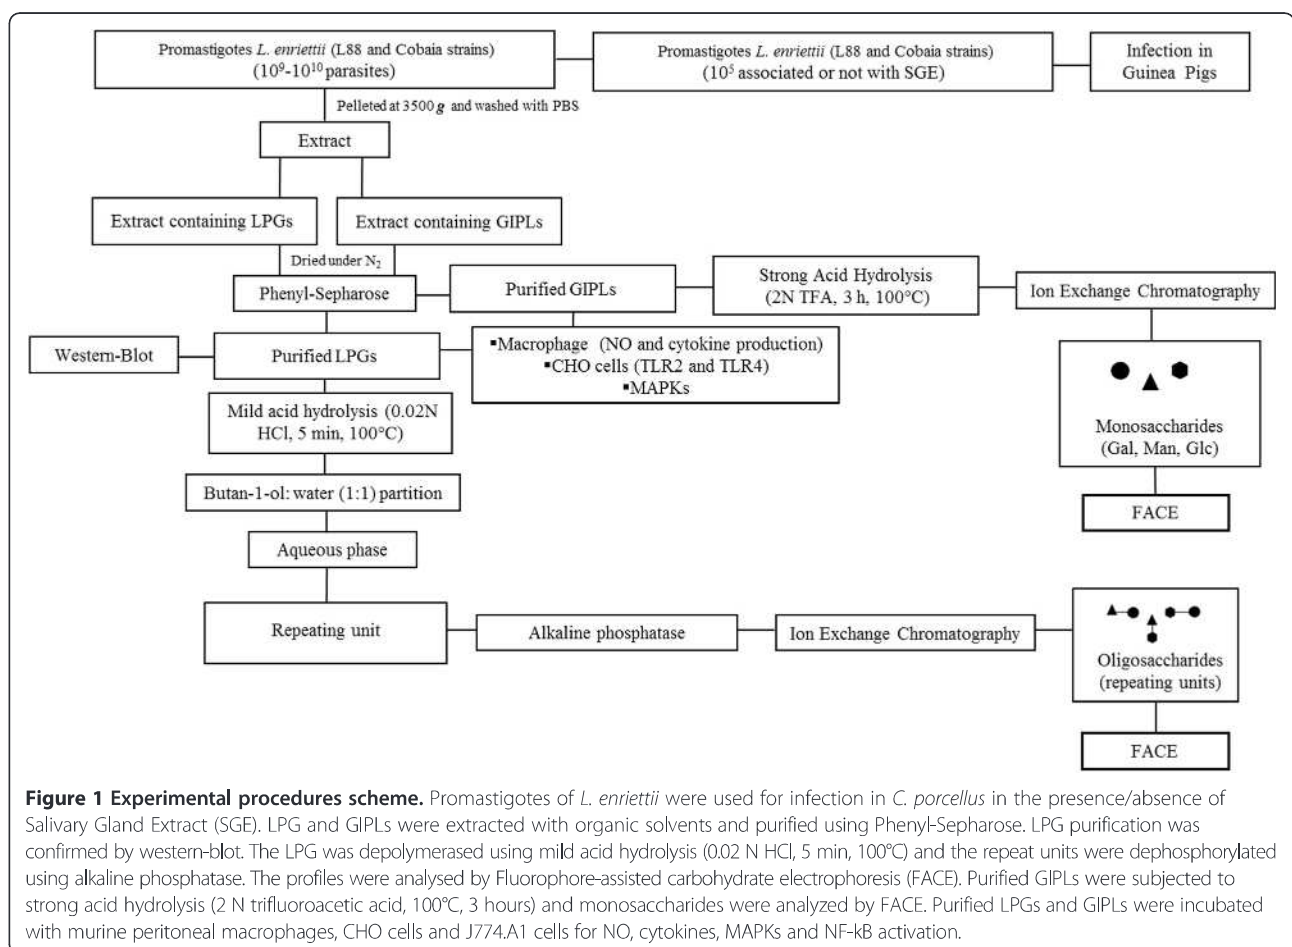 Promastigotes L. enriettii (L88 and Cobaia strains)
(10⁹-10¹⁰ parasites)
Promastigotes L. enriettii (L88 and Cobaia strains)
(10⁵ associated or not with SGE)
Infection in
Guinea Pigs
Pelleted at 3500 g and washed with PBS
Extract
Extract containing LPGs
Extract containing GIPLs
Dried under N₂
Phenyl-Sepharose
Purified GIPLs
Strong Acid Hydrolysis
(2N TFA, 3 h, 100°C)
Ion Exchange Chromatography
Western-Blot
Purified LPGs
▪Macrophage (NO and cytokine production)
▪CHO cells (TLR2 and TLR4)
▪MAPKs
Monosaccharides
(Gal, Man, Glc)
FACE
Mild acid hydrolysis (0.02N
HCl, 5 min, 100°C)
Butan-1-ol: water (1:1) partition
Aqueous phase
Repeating unit
Alkaline phosphatase
Ion Exchange Chromatography
Oligosaccharides
(repeating units)
FACE
Figure 1 Experimental procedures scheme. Promastigotes of L. enriettii were used for infection in C. porcellus in the presence/absence of
Salivary Gland Extract (SGE). LPG and GIPLs were extracted with organic solvents and purified using Phenyl-Sepharose. LPG purification was
confirmed by western-blot. The LPG was depolymerased using mild acid hydrolysis (0.02 N HCl, 5 min, 100°C) and the repeat units were dephosphorylated
using alkaline phosphatase. The profiles were analysed by Fluorophore-assisted carbohydrate electrophoresis (FACE). Purified GIPLs were subjected to
strong acid hydrolysis (2 N trifluoroacetic acid, 100°C, 3 hours) and monosaccharides were analyzed by FACE. Purified LPGs and GIPLs were incubated
with murine peritoneal macrophages, CHO cells and J774.A1 cells for NO, cytokines, MAPKs and NF-kB activation.